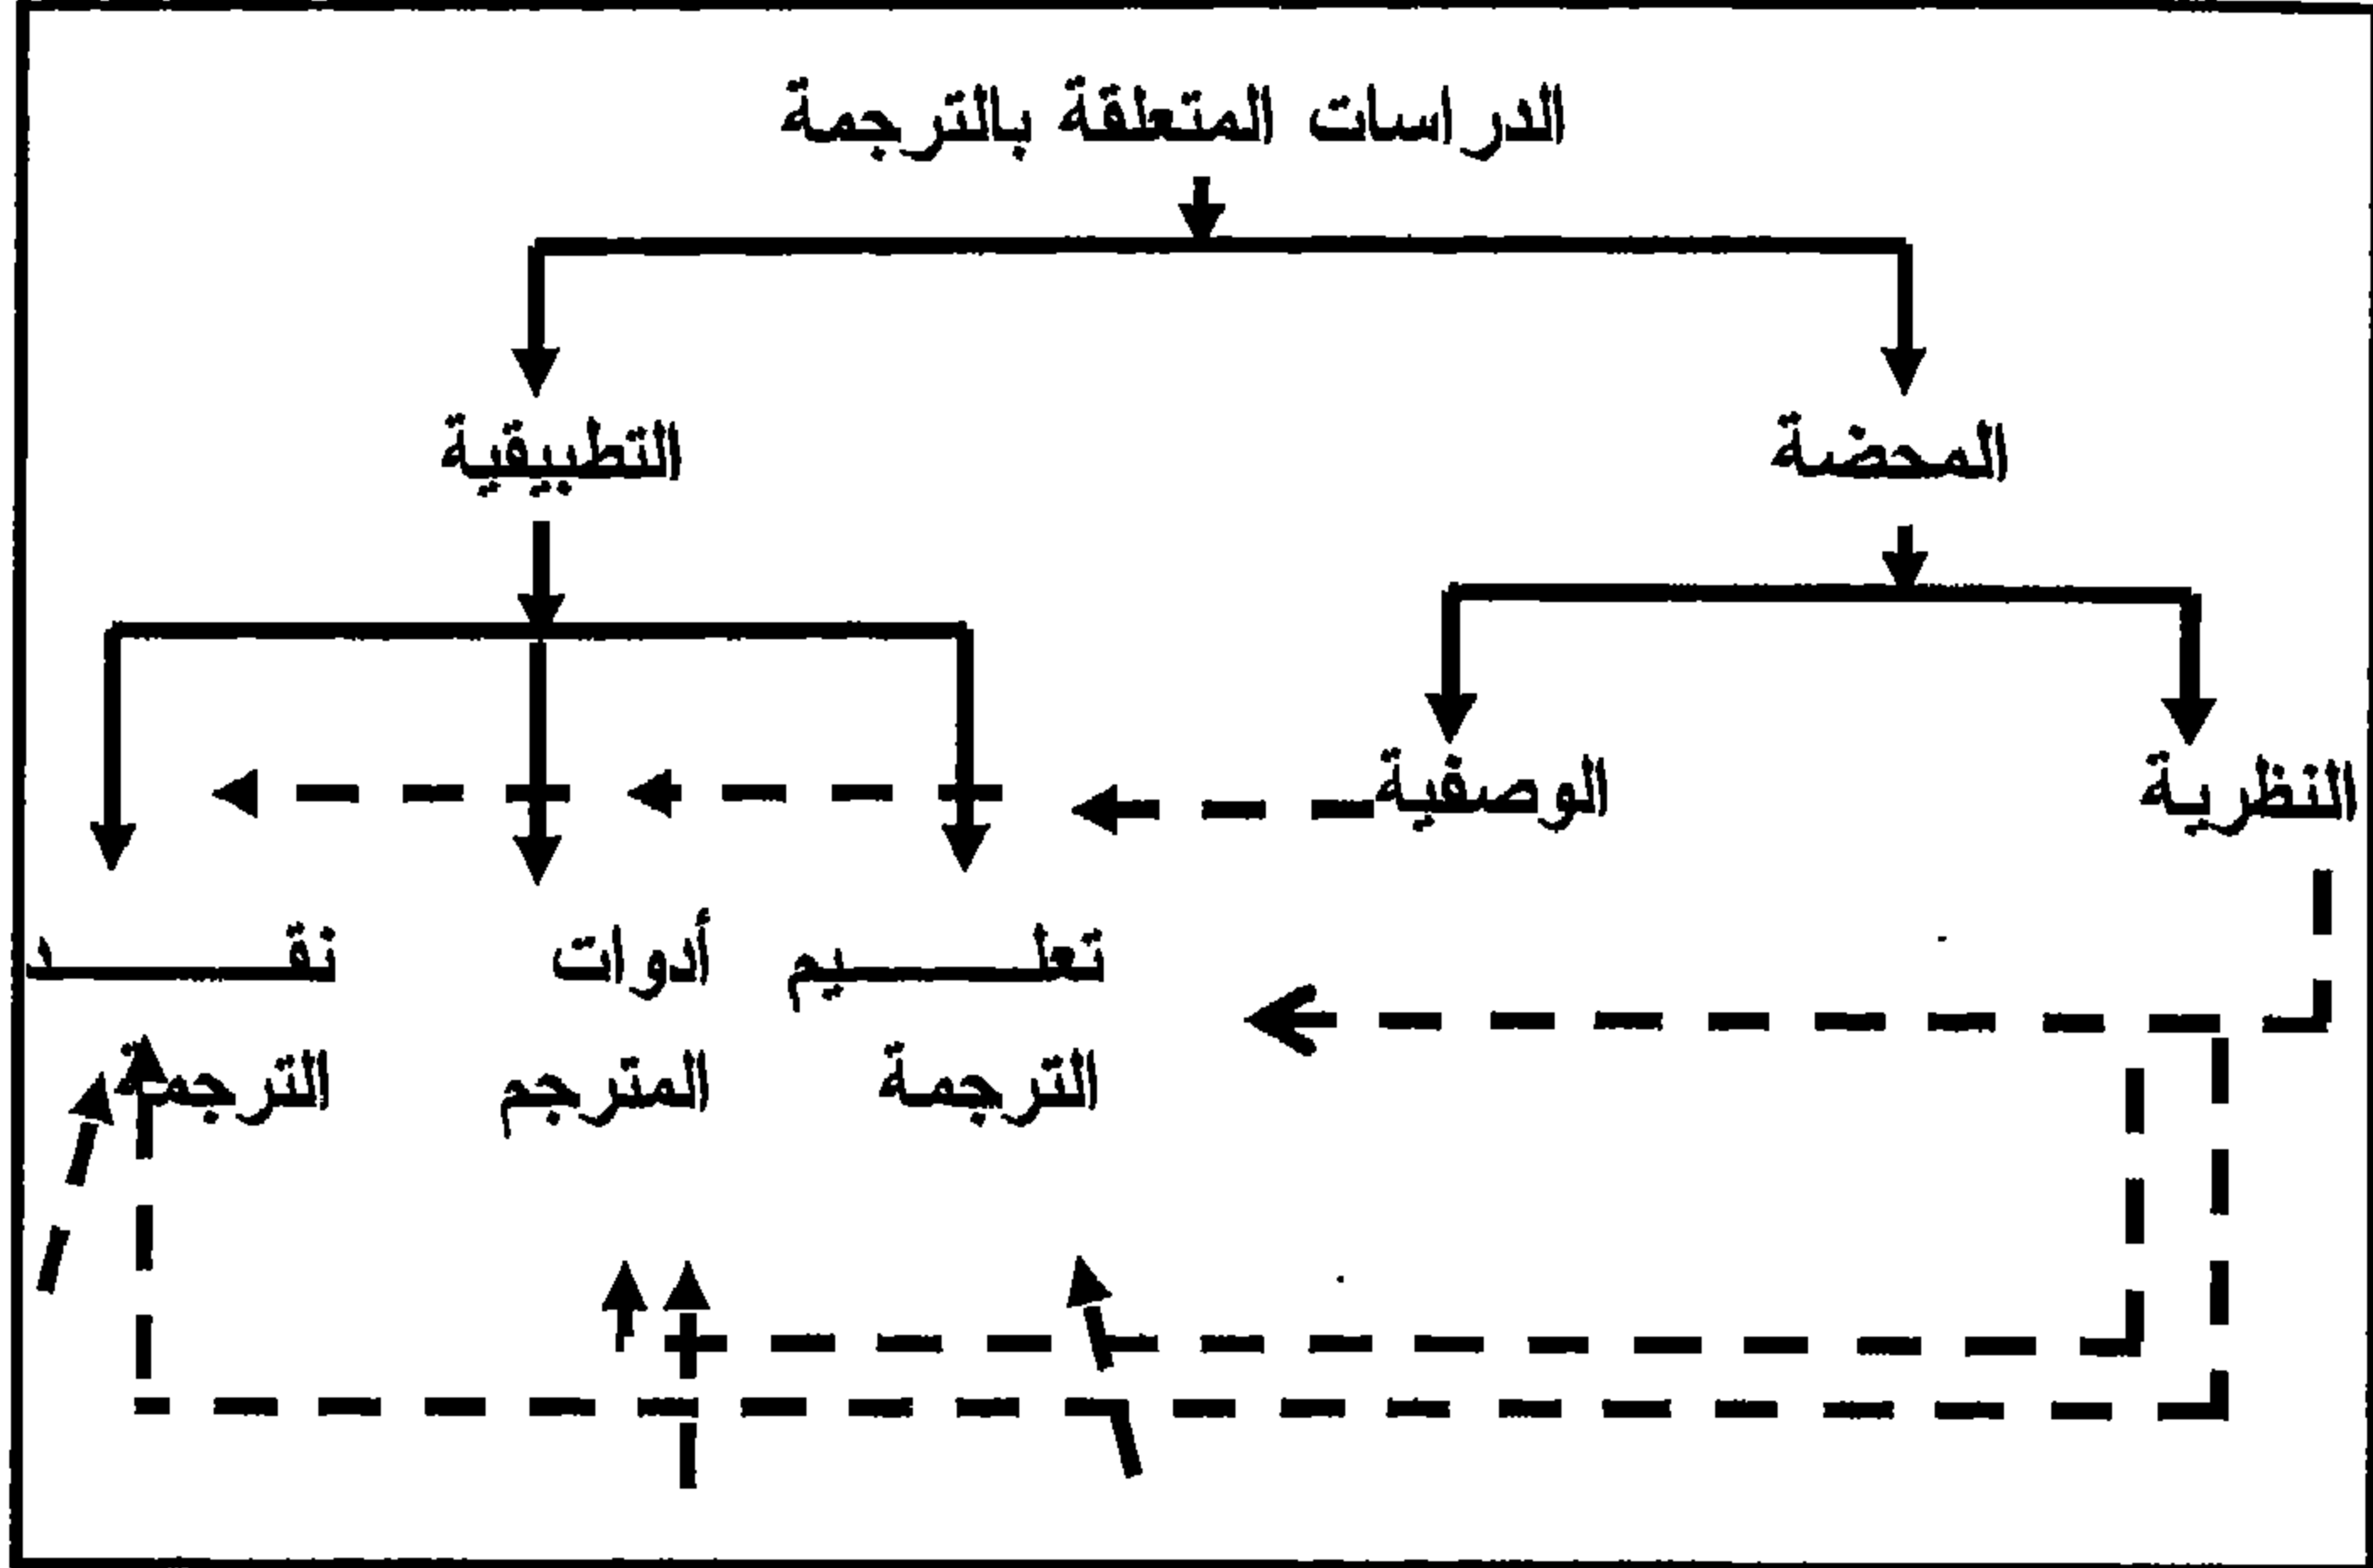 الدراسات المتعلقة بالترجمة
المحضة
التطبيقية
النظرية
الوصفية
تعليم
الترجمة
أدوات
المترجم
نقد
الترجمة